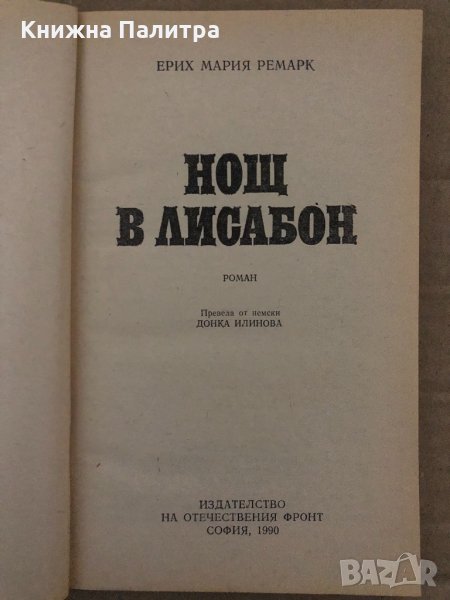 Книжна Палитра
ЕРИХ МАРИЯ РЕМАРК
НОЩ
В ЛИСАБОН
РОМАН
Превела от немски
ДОНКА ИЛИНОВА
ИЗДАТЕЛСТВО
НА ОТЕЧЕСТВЕНИЯ ФРОНТ
СОФИЯ, 1990
BAZAR